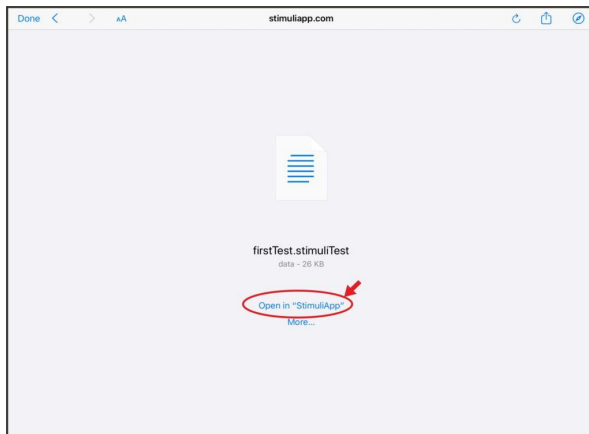 Done AA stimuliapp.com
firstTest.stimuliTest
data - 26 KB
Open in "StimuliApp"
More...